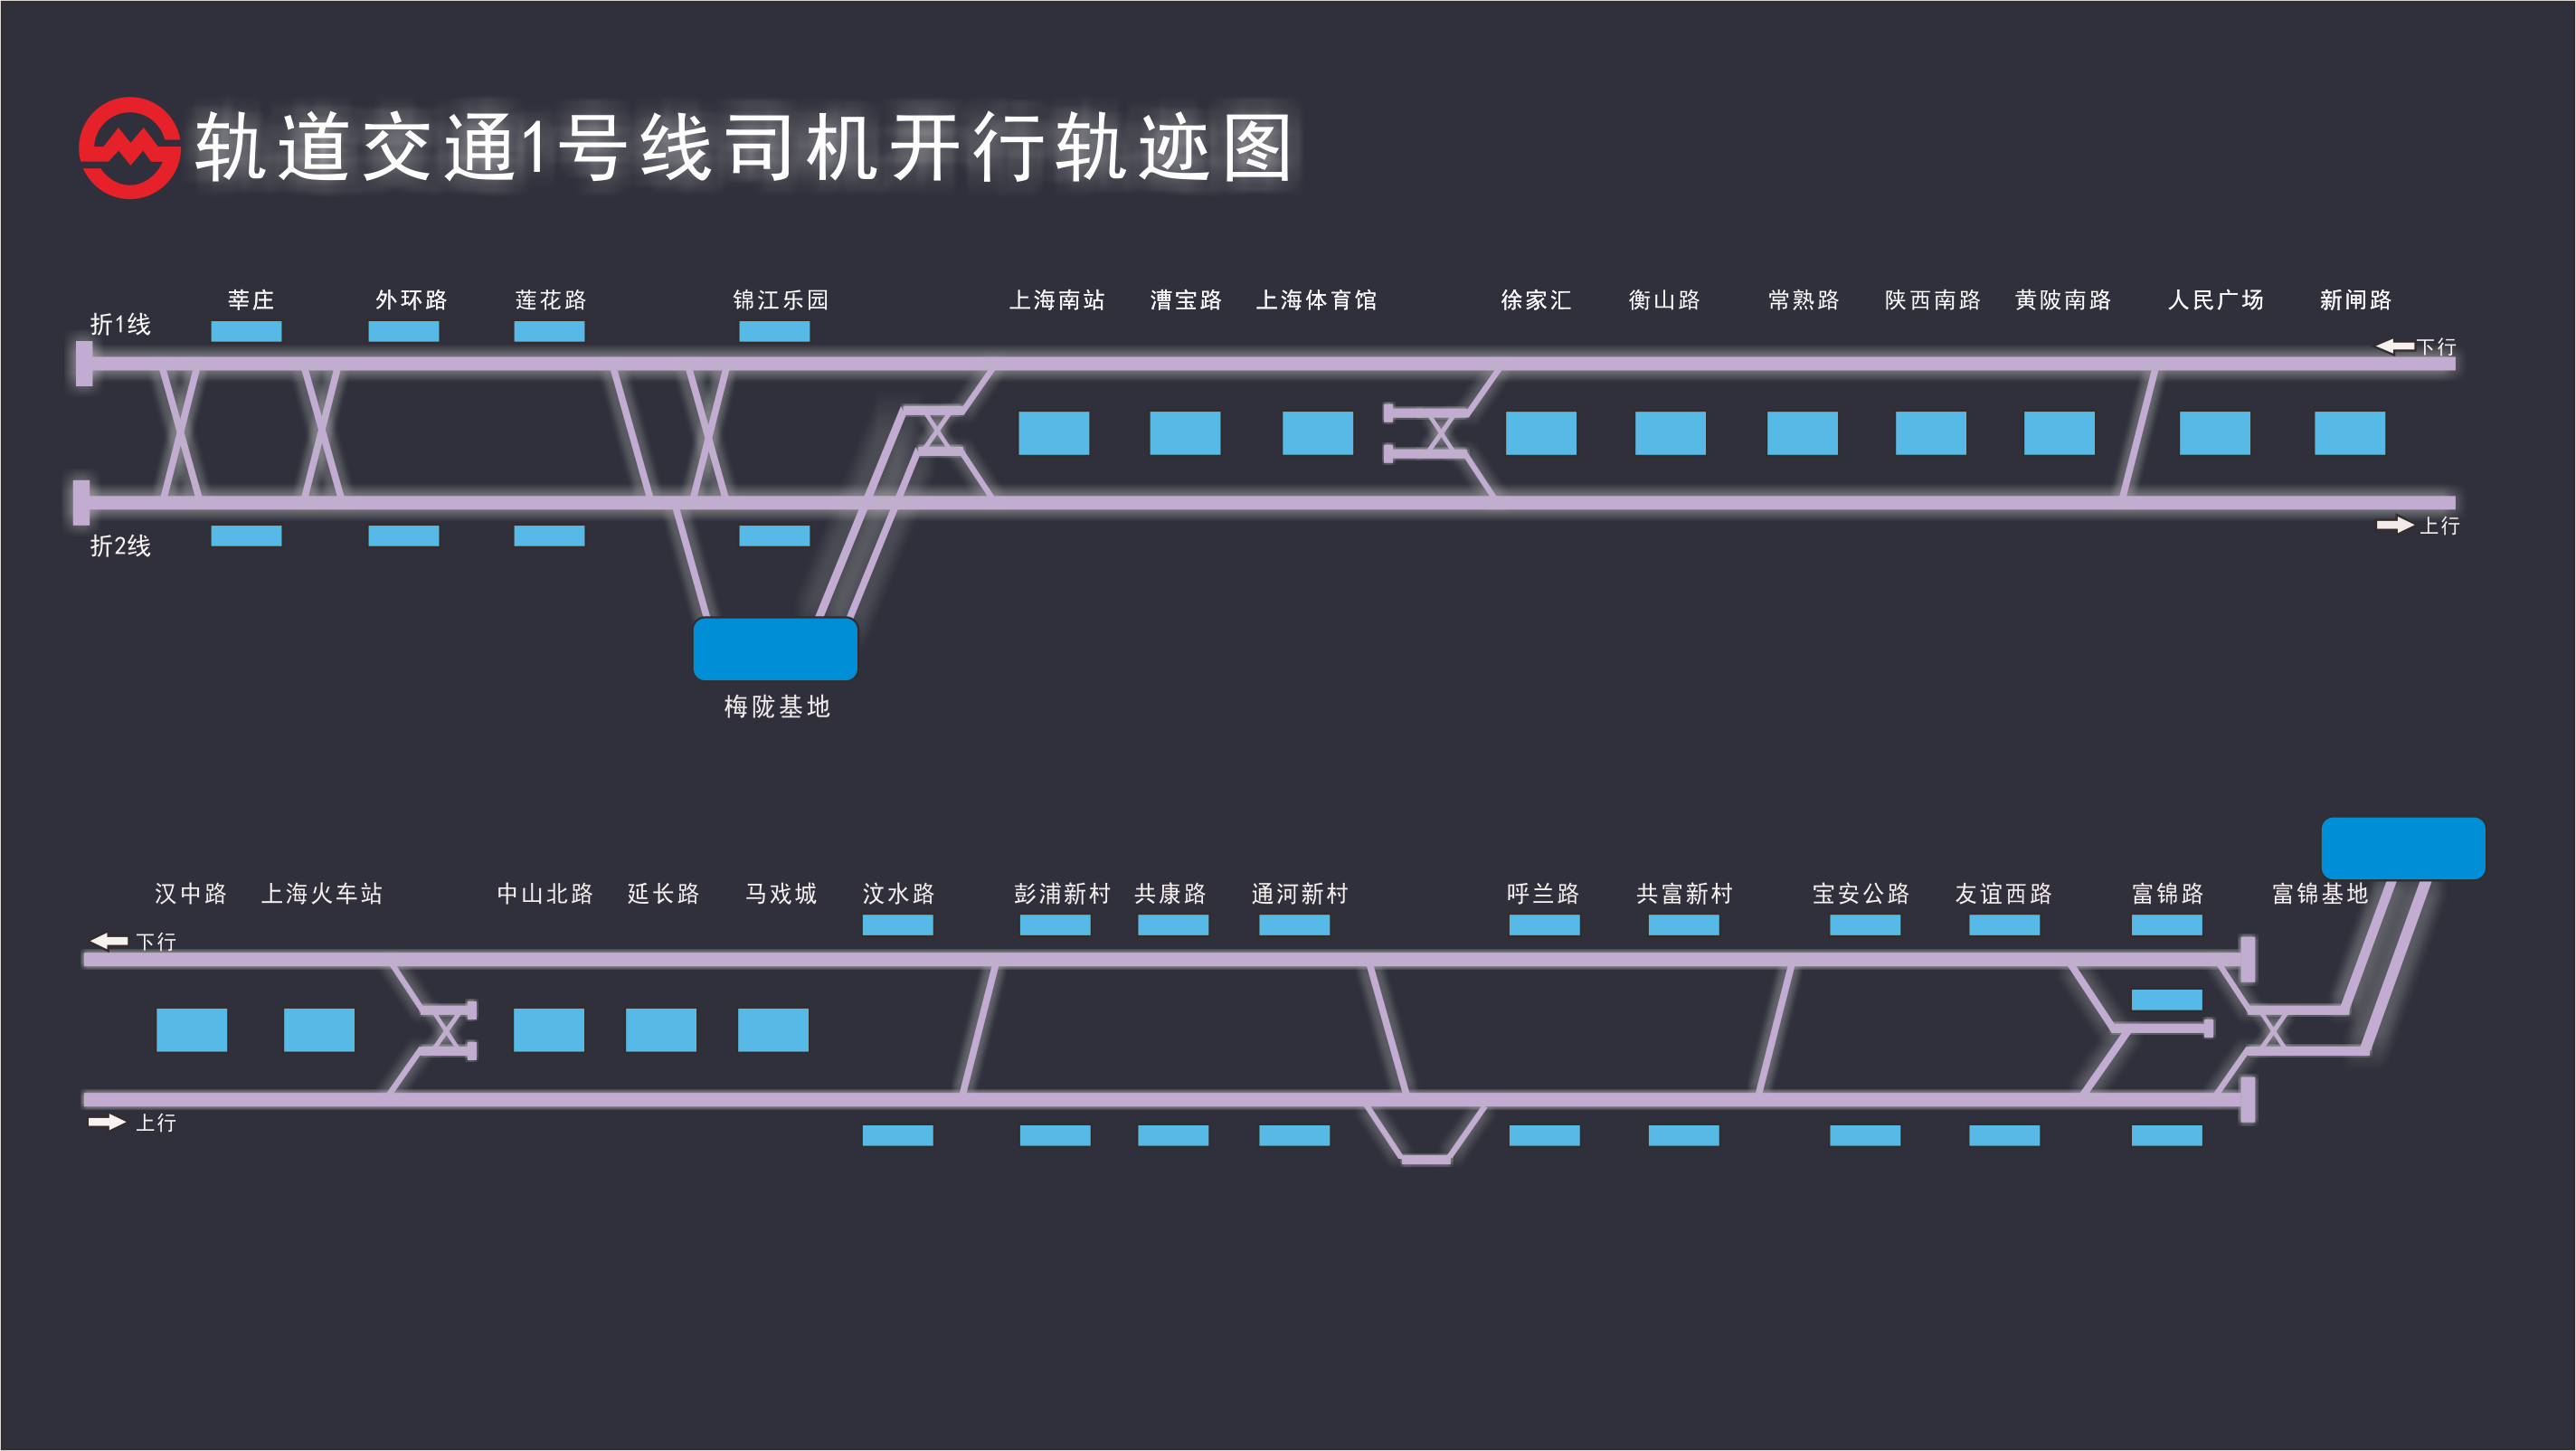 轨道交通1号线司机开行轨迹图
莘庄 外环路 莲花路 锦江乐园 上海南站 漕宝路 上海体育馆 徐家汇 衡山路 常熟路 陕西南路 黄陂南路 人民广场 新闸路
折1线
下行
上行
折2线
梅陇基地
汉中路 上海火车站 中山北路 延长路 马戏城 汶水路 彭浦新村 共康路 通河新村 呼兰路 共富新村 宝安公路 友谊西路 富锦路 富锦基地
下行
上行